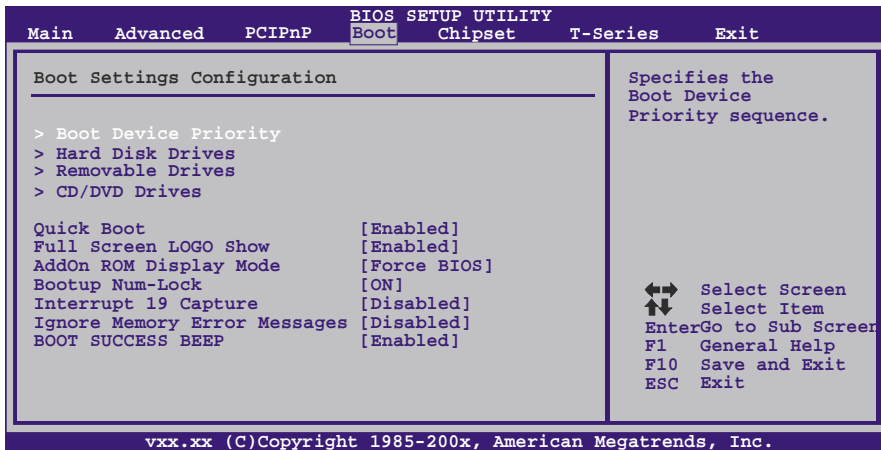 BIOS SETUP UTILITY
Main Advanced PCIPnP Boot Chipset T-Series Exit
Boot Settings Configuration
> Boot Device Priority
> Hard Disk Drives
> Removable Drives
> CD/DVD Drives
Quick Boot [Enabled]
Full Screen LOGO Show [Enabled]
AddOn ROM Display Mode [Force BIOS]
Bootup Num-Lock [ON]
Interrupt 19 Capture [Disabled]
Ignore Memory Error Messages [Disabled]
BOOT SUCCESS BEEP [Enabled]
Specifies the
Boot Device
Priority sequence.
Select Screen
Select Item
EnterGo to Sub Screen
F1 General Help
F10 Save and Exit
ESC Exit
vxx.xx (C)Copyright 1985-200x, American Megatrends, Inc.